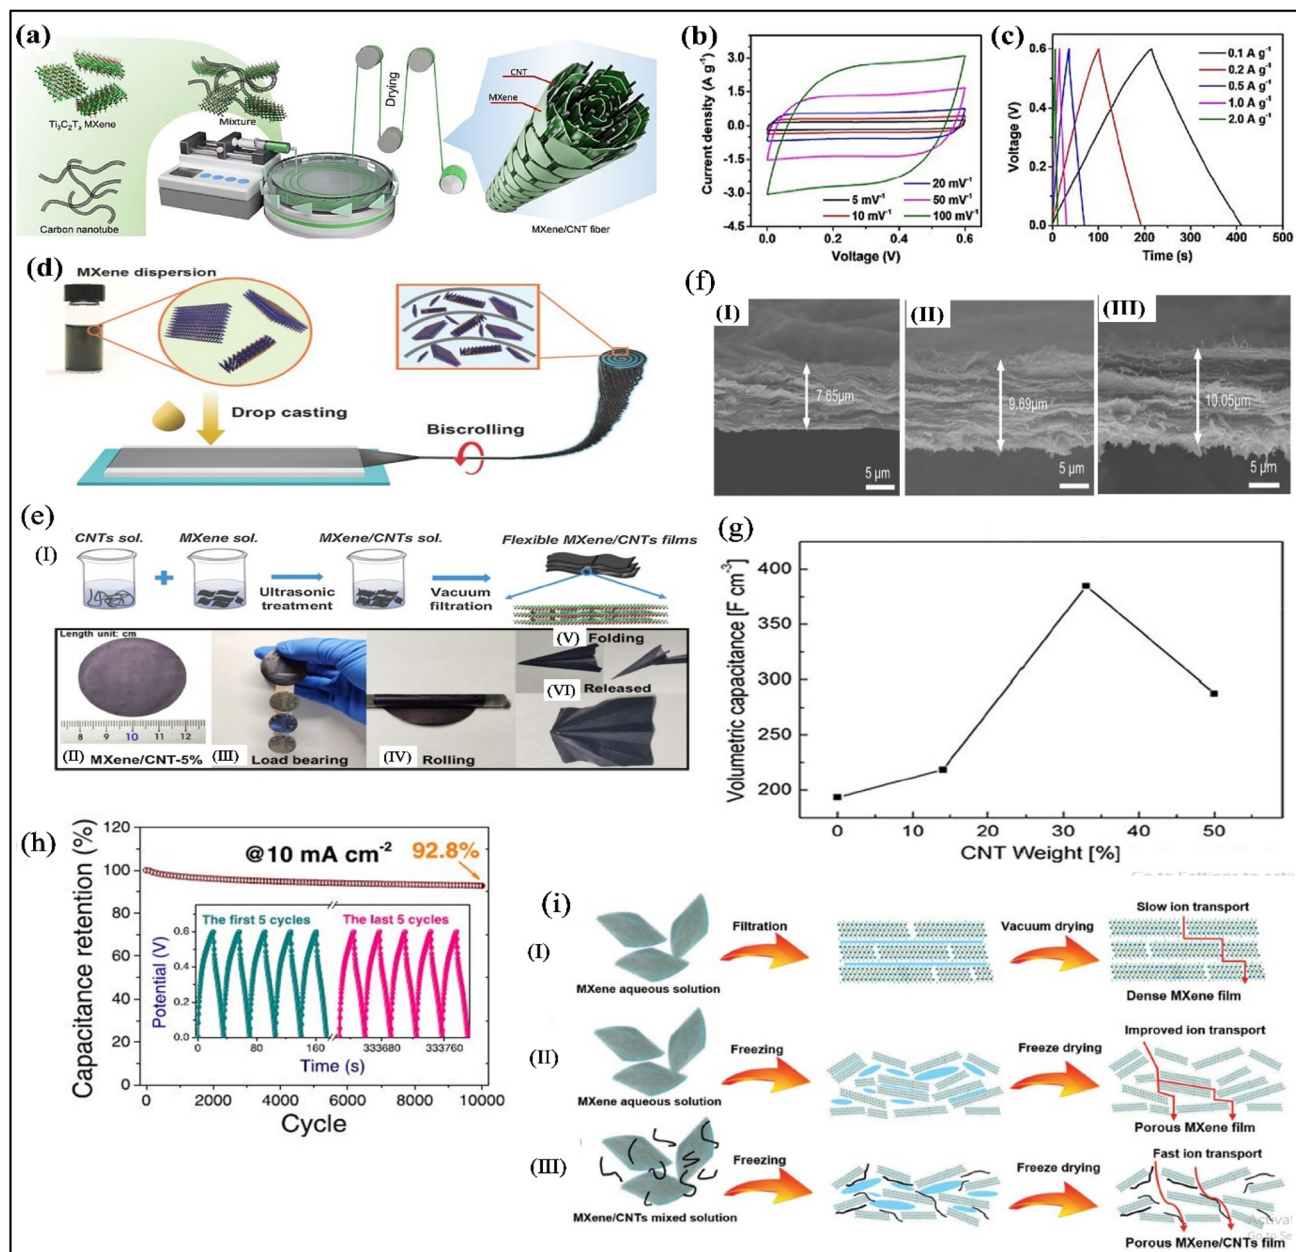 (a)
CNT
MXene
Ti₃C₂Tₓ MXene
Mixture
Drying
Carbon nanotube
MXene/CNT fiber
(b)
Current density (A g⁻¹)
3.0
1.5
0.0
-1.5
-3.0
-4.5
5 mV⁻¹
10 mV⁻¹
20 mV⁻¹
50 mV⁻¹
100 mV⁻¹
0.0 0.2 0.4 0.6
Voltage (V)
(c)
Voltage (V)
0.6
0.4
0.2
0.0
0.1 A g⁻¹
0.2 A g⁻¹
0.5 A g⁻¹
1.0 A g⁻¹
2.0 A g⁻¹
0 100 200 300 400 500
Time (s)
(d)
MXene dispersion
Drop casting
Biscrolling
(f)
(I)
7.65μm
5 μm
(II)
9.69μm
5 μm
(III)
10.05μm
5 μm
(e)
(I)
CNTs sol.
+
MXene sol.
Ultrasonic
treatment
MXene/CNTs sol.
Vacuum
filtration
Flexible MXene/CNTs films
Length unit: cm
8 9 10 11 12
(II) MXene/CNT-5%
(III) Load bearing
(IV) Rolling
(V) Folding
(VI) Released
(g)
Volumetric capacitance [F cm⁻³]
400
350
300
250
200
0 10 20 30 40 50
CNT Weight [%]
(h)
Capacitance retention (%)
120
100
80
60
40
20
0
@10 mA cm⁻²
92.8%
The first 5 cycles
The last 5 cycles
Potential (V)
0.6
0.4
0.2
0.0
0 80 160 333680 333760
Time (s)
0 2000 4000 6000 8000 10000
Cycle
(i)
(I)
MXene aqueous solution
Filtration
Vacuum drying
Slow ion transport
Dense MXene film
(II)
MXene aqueous solution
Freezing
Freeze drying
Improved ion transport
Porous MXene film
(III)
MXene/CNTs mixed solution
Freezing
Freeze drying
Fast ion transport
Porous MXene/CNTs film